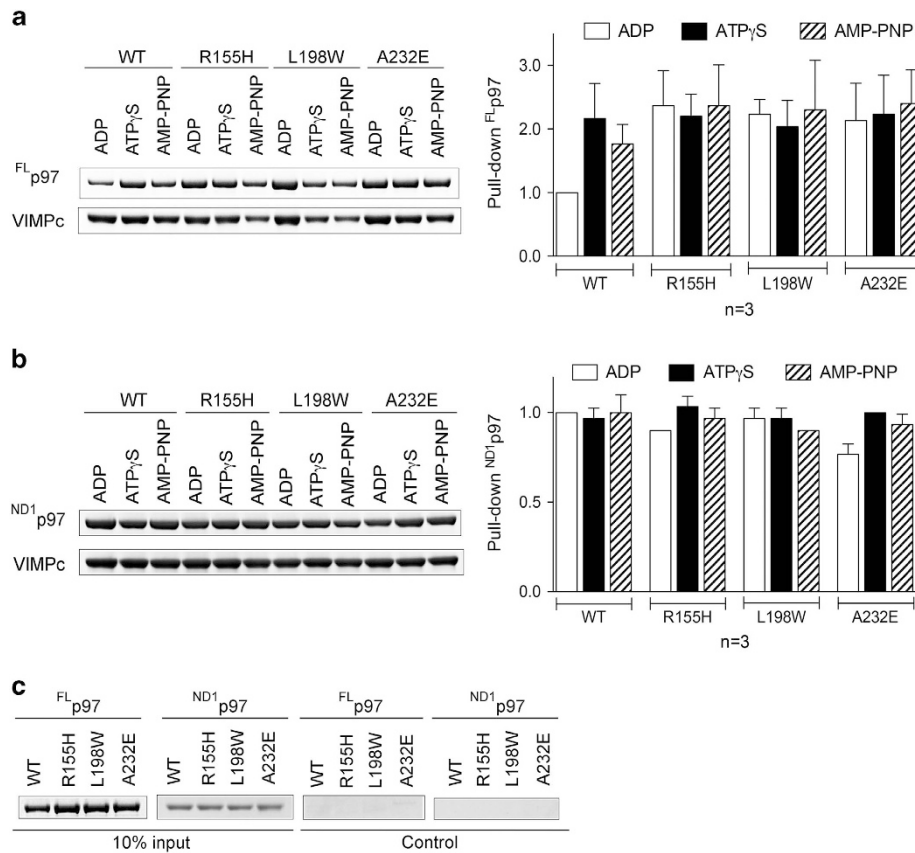 a
WT R155H L198W A232E
ADP ATPγS AMP-PNP ADP ATPγS AMP-PNP ADP ATPγS AMP-PNP ADP ATPγS AMP-PNP
FLp97
VIMPc
ADP ATPγS AMP-PNP
Pull-down FLp97
3.0
2.0
1.0
0.0
WT R155H L198W A232E
n=3
b
WT R155H L198W A232E
ADP ATPγS AMP-PNP ADP ATPγS AMP-PNP ADP ATPγS AMP-PNP ADP ATPγS AMP-PNP
ND1p97
VIMPc
ADP ATPγS AMP-PNP
Pull-down ND1p97
1.0
0.5
0.0
WT R155H L198W A232E
n=3
c
FLp97 ND1p97 FLp97 ND1p97
WT R155H L198W A232E WT R155H L198W A232E WT R155H L198W A232E WT R155H L198W A232E
10% input Control